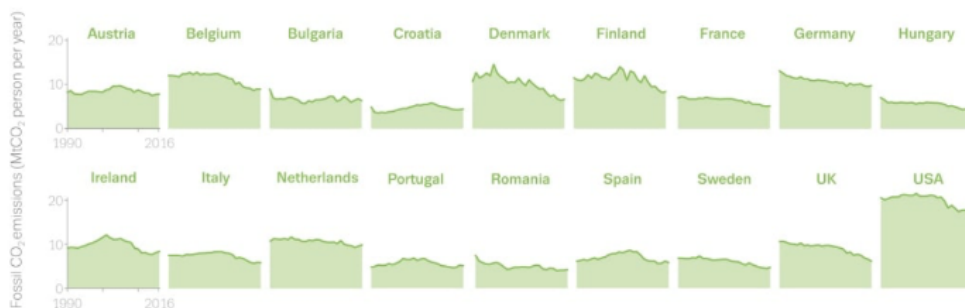 Fossil CO₂ emissions (MtCO₂ person per year)
20
10
0
Austria
Belgium
Bulgaria
Croatia
Denmark
Finland
France
Germany
Hungary
1990
2016
20
10
0
Ireland
Italy
Netherlands
Portugal
Romania
Spain
Sweden
UK
USA
1990
2016